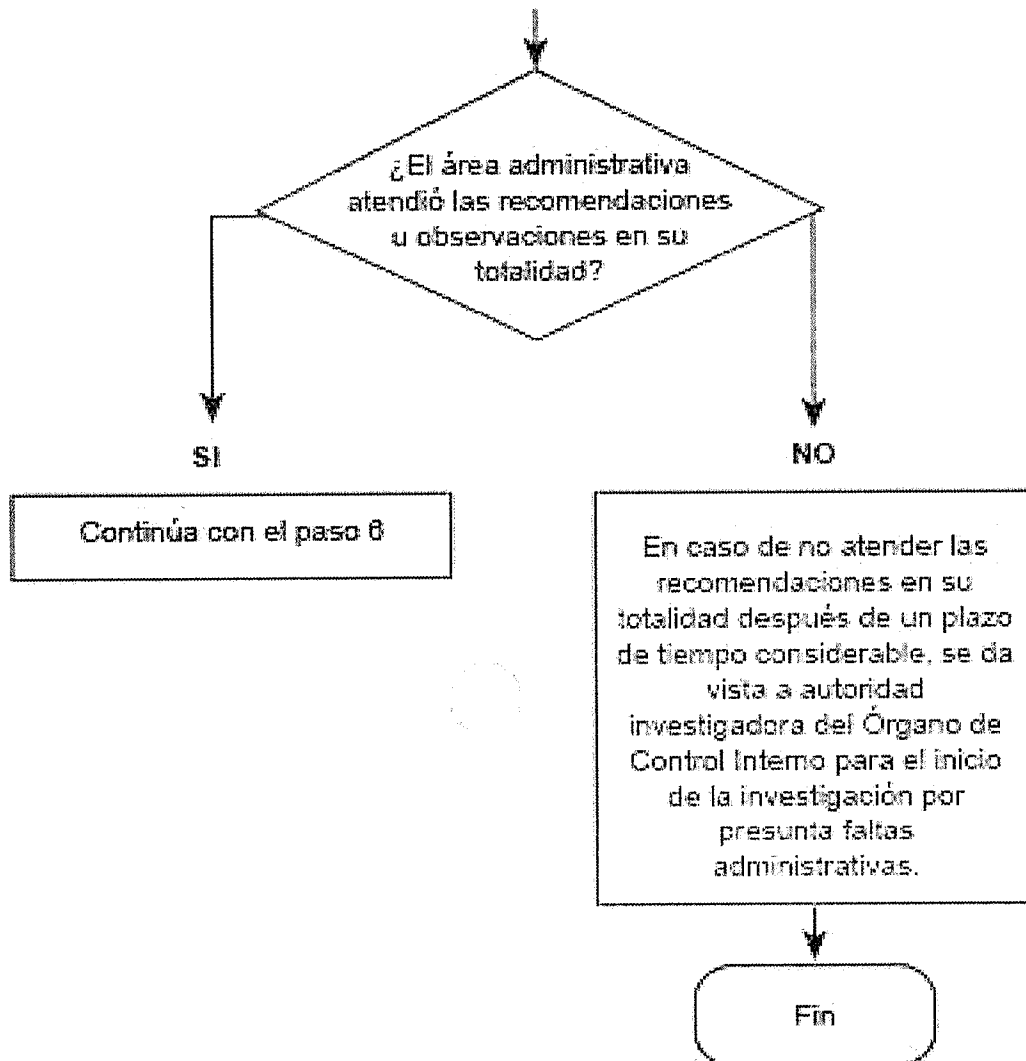 ¿El área administrativa
atendió las recomendaciones
u observaciones en su
totalidad?
SI
NO
Continúa con el paso 6
En caso de no atender las
recomendaciones en su
totalidad después de un plazo
de tiempo considerable, se da
vista a autoridad
investigadora del Órgano de
Control Interno para el inicio
de la investigación por
presunta faltas
administrativas.
Fin